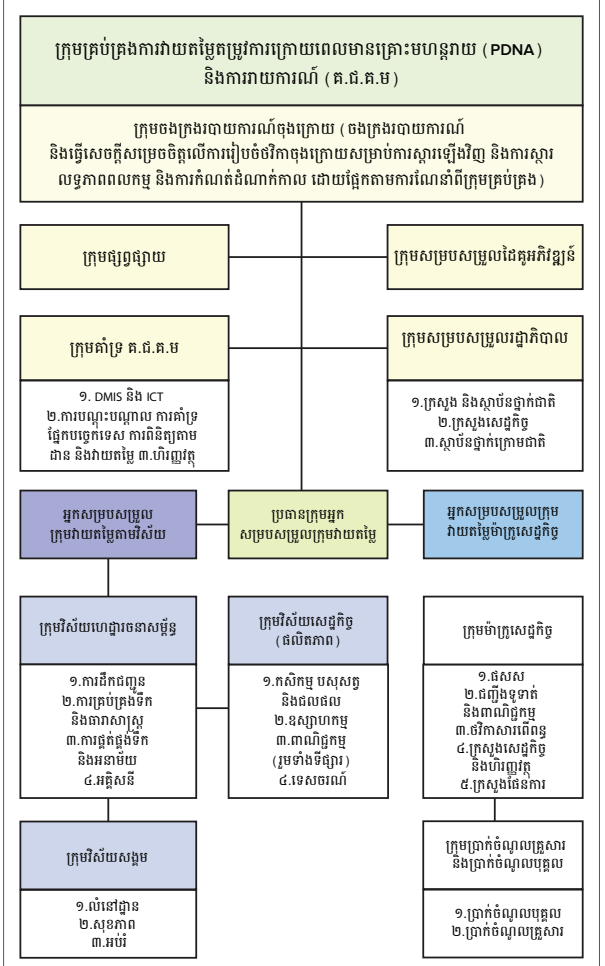 ក្រុមគ្រប់គ្រងការវាយតម្លៃតម្រូវការក្រោយពេលមានគ្រោះមហន្តរាយ (PDNA)
និងការរាយការណ៍ (គ.ជ.គ.ម)
ក្រុមចងក្រងរបាយការណ៍ចុងក្រោយ (ចងក្រងរបាយការណ៍
និងធ្វើសេចក្តីសម្រេចចិត្តលើការរៀបចំថវិកាចុងក្រោយសម្រាប់ការស្តារឡើងវិញ និងការស្តារ
លទ្ធភាពពលកម្ម និងការកំណត់ដំណាក់កាល ដោយផ្អែកតាមការណែនាំពីក្រុមគ្រប់គ្រង)
ក្រុមផ្សព្វផ្សាយ
ក្រុមសម្របសម្រួលដៃគូអភិវឌ្ឍន៍
ក្រុមគាំទ្រ គ.ជ.គ.ម
១. DMIS និង ICT
២.ការបណ្តុះបណ្តាល ការគាំទ្រ
ផ្នែកបច្ចេកទេស ការពិនិត្យតាម
ដាន និងវាយតម្លៃ ៣.ហិរញ្ញវត្ថុ
ក្រុមសម្របសម្រួលរដ្ឋាភិបាល
១.ក្រសួង និងស្ថាប័នថ្នាក់ជាតិ
២.ក្រសួងសេដ្ឋកិច្ច
៣.ស្ថាប័នថ្នាក់ក្រោមជាតិ
អ្នកសម្របសម្រួល
ក្រុមវាយតម្លៃតាមវិស័យ
ប្រធានក្រុមអ្នក
សម្របសម្រួលក្រុមវាយតម្លៃ
អ្នកសម្របសម្រួលក្រុម
វាយតម្លៃម៉ាក្រូសេដ្ឋកិច្ច
ក្រុមវិស័យហេដ្ឋារចនាសម្ព័ន្ធ
១.ការដឹកជញ្ជូន
២.ការគ្រប់គ្រងទឹក
និងធារាសាស្ត្រ
៣.ការផ្គត់ផ្គង់ទឹក
និងអនាម័យ
៤.អគ្គិសនី
ក្រុមវិស័យសេដ្ឋកិច្ច
(ផលិតភាព)
១.កសិកម្ម បសុសត្វ
និងជលផល
២.ឧស្សាហកម្ម
៣.ពាណិជ្ជកម្ម
(រួមទាំងទីផ្សារ)
៤.ទេសចរណ៍
ក្រុមម៉ាក្រូសេដ្ឋកិច្ច
១.ផសស
២.ជញ្ជីងទូទាត់
និងពាណិជ្ជកម្ម
៣.ថវិកាសារពើពន្ធ
៤.ក្រសួងសេដ្ឋកិច្ច
និងហិរញ្ញវត្ថុ
៥.ក្រសួងផែនការ
ក្រុមវិស័យសង្គម
១.លំនៅដ្ឋាន
២.សុខភាព
៣.អប់រំ
ក្រុមប្រាក់ចំណូលគ្រួសារ
និងប្រាក់ចំណូលបុគ្គល
១.ប្រាក់ចំណូលបុគ្គល
២.ប្រាក់ចំណូលគ្រួសារ